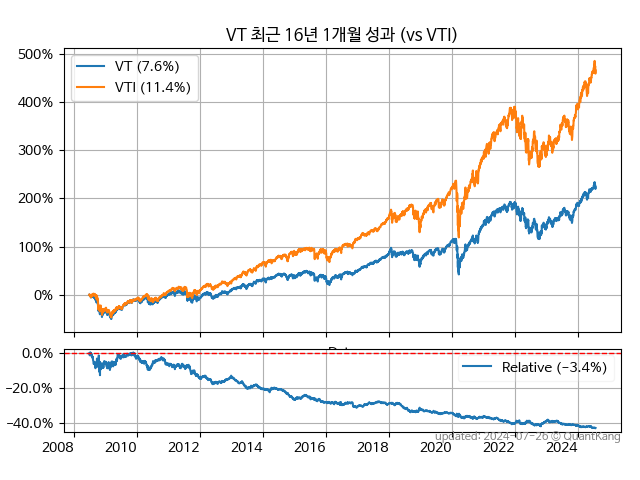 VT 최근 16년 1개월 성과 (vs VTI)
500%
400%
300%
200%
100%
0%
VT (7.6%)
VTI (11.4%)
0.0%
−20.0%
−40.0%
Relative (−3.4%)
2008 2010 2012 2014 2016 2018 2020 2022 2024
updated: 2024-07-26 © QuantKang